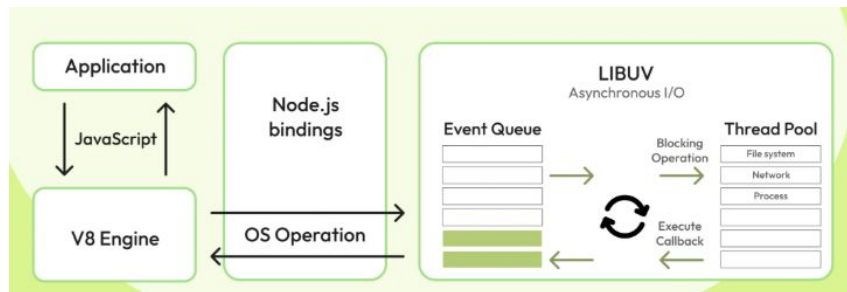 Application
JavaScript
V8 Engine
Node.js
bindings
OS Operation
LIBUV
Asynchronous I/O
Event Queue
Blocking
Operation
Execute
Callback
Thread Pool
File system
Network
Process